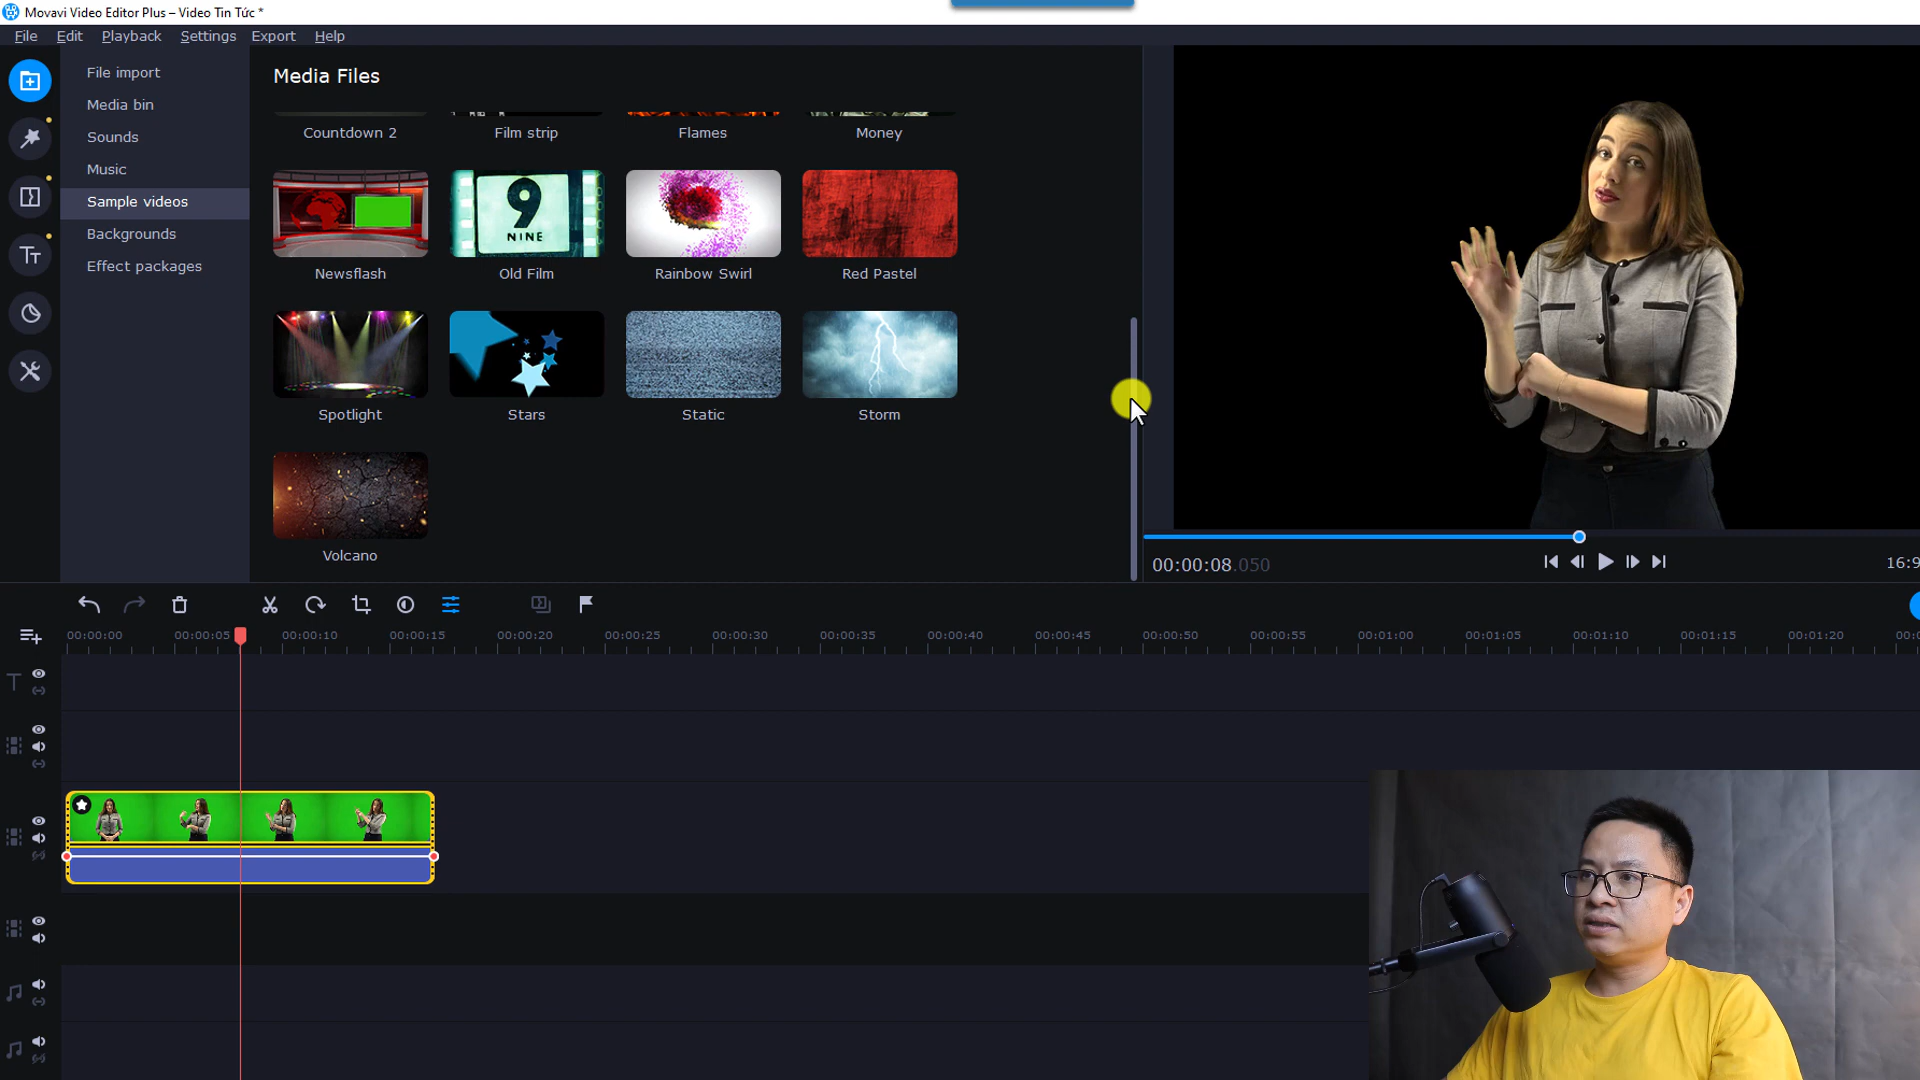 Movavi Video Editor Plus – Video Tin Tức *
File Edit Playback Settings Export Help
File import
Media bin
Sounds
Music
Sample videos
Backgrounds
Effect packages
Media Files
Countdown 2 Film strip Flames Money
9
NINE
Newsflash Old Film Rainbow Swirl Red Pastel
Spotlight Stars Static Storm
Volcano
00:00:08.050
16:9
00:00:00 00:00:05 00:00:10 00:00:15 00:00:20 00:00:25 00:00:30 00:00:35 00:00:40 00:00:45 00:00:50 00:00:55 00:01:00 00:01:05 00:01:10 00:01:15 00:01:20